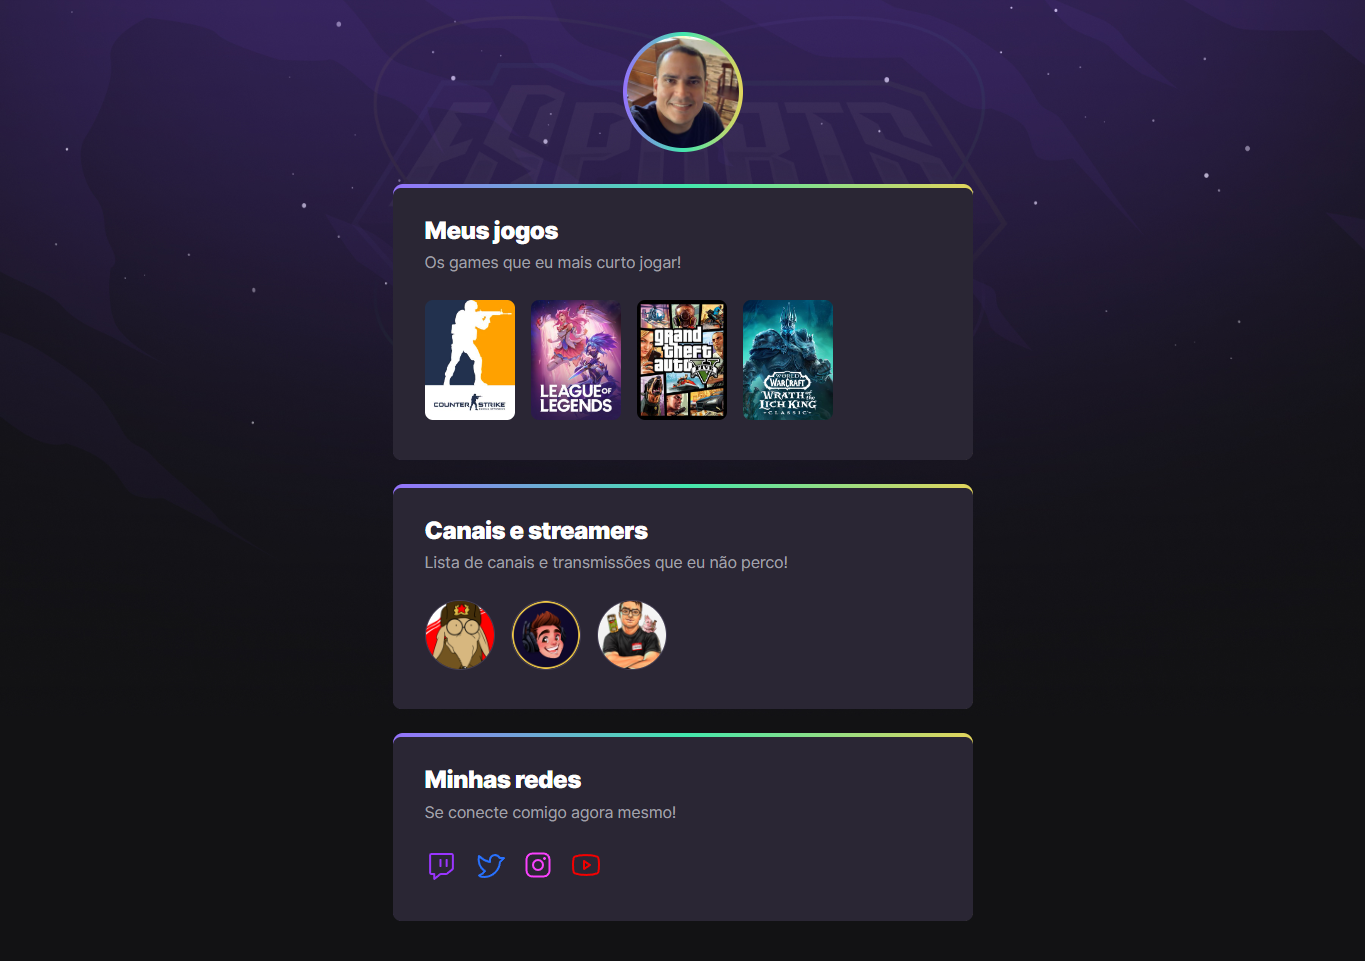 ESPORTS
Meus jogos
Os games que eu mais curto jogar!
COUNTER STRIKE
LEAGUE OF
LEGENDS
grand
theft
auto V
FIVE
WORLD
WARCRAFT
WRATH of the
LICH KING
CLASSIC
Canais e streamers
Lista de canais e transmissões que eu não perco!
Minhas redes
Se conecte comigo agora mesmo!